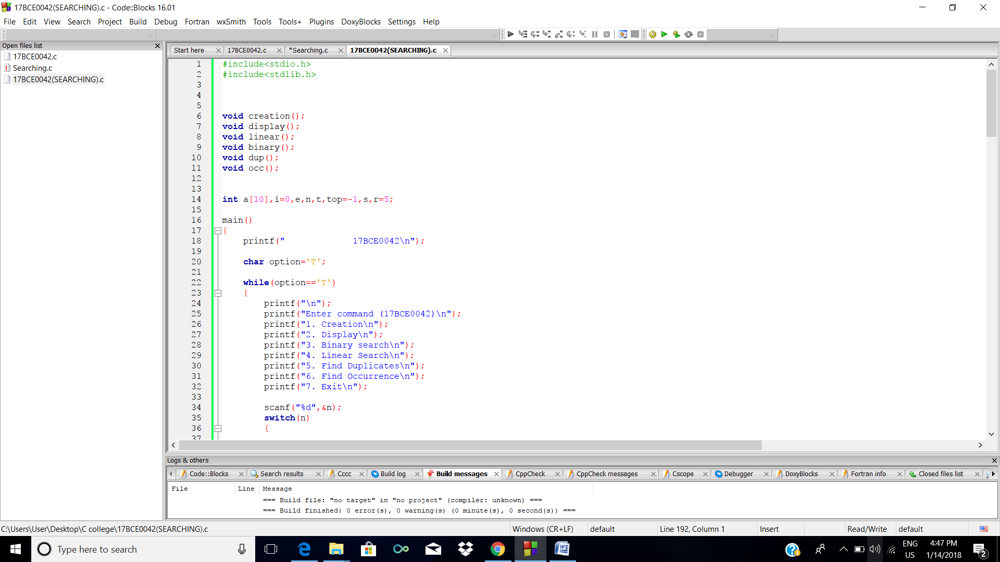 17BCE0042(SEARCHING).c - Code::Blocks 16.01
File Edit View Search Project Build Debug Fortran wxSmith Tools Tools+ Plugins DoxyBlocks Settings Help
Open files list
17BCE0042.c
Searching.c
17BCE0042(SEARCHING).c
Start here 17BCE0042.c *Searching.c 17BCE0042(SEARCHING).c
1 #include<stdio.h>
2 #include<stdlib.h>
3
4
5
6 void creation();
7 void display();
8 void linear();
9 void binary();
10 void dup();
11 void occ();
12
13
14 int a[10],i=0,e,n,t,top=-1,s,r=5;
15
16 main()
17 {
18     printf("             17BCE0042\n");
19
20     char option='T';
21
22     while(option=='T')
23     {
24         printf("\n");
25         printf("Enter command (17BCE0042)\n");
26         printf("1. Creation\n");
27         printf("2. Display\n");
28         printf("3. Binary search\n");
29         printf("4. Linear Search\n");
30         printf("5. Find Duplicates\n");
31         printf("6. Find Occurrence\n");
32         printf("7. Exit\n");
33
34         scanf("%d",&n);
35         switch(n)
36         {
37
Logs & others
Code::Blocks Search results Cccc Build log Build messages CppCheck CppCheck messages Cscope Debugger DoxyBlocks Fortran info Closed files list
File Line Message
=== Build file: "no target" in "no project" (compiler: unknown) ===
=== Build finished: 0 error(s), 0 warning(s) (0 minute(s), 0 second(s)) ===
C:\Users\User\Desktop\C college\17BCE0042(SEARCHING).c Windows (CR+LF) default Line 192, Column 1 Insert Read/Write default
Type here to search
ENG
US
4:47 PM
1/14/2018
2